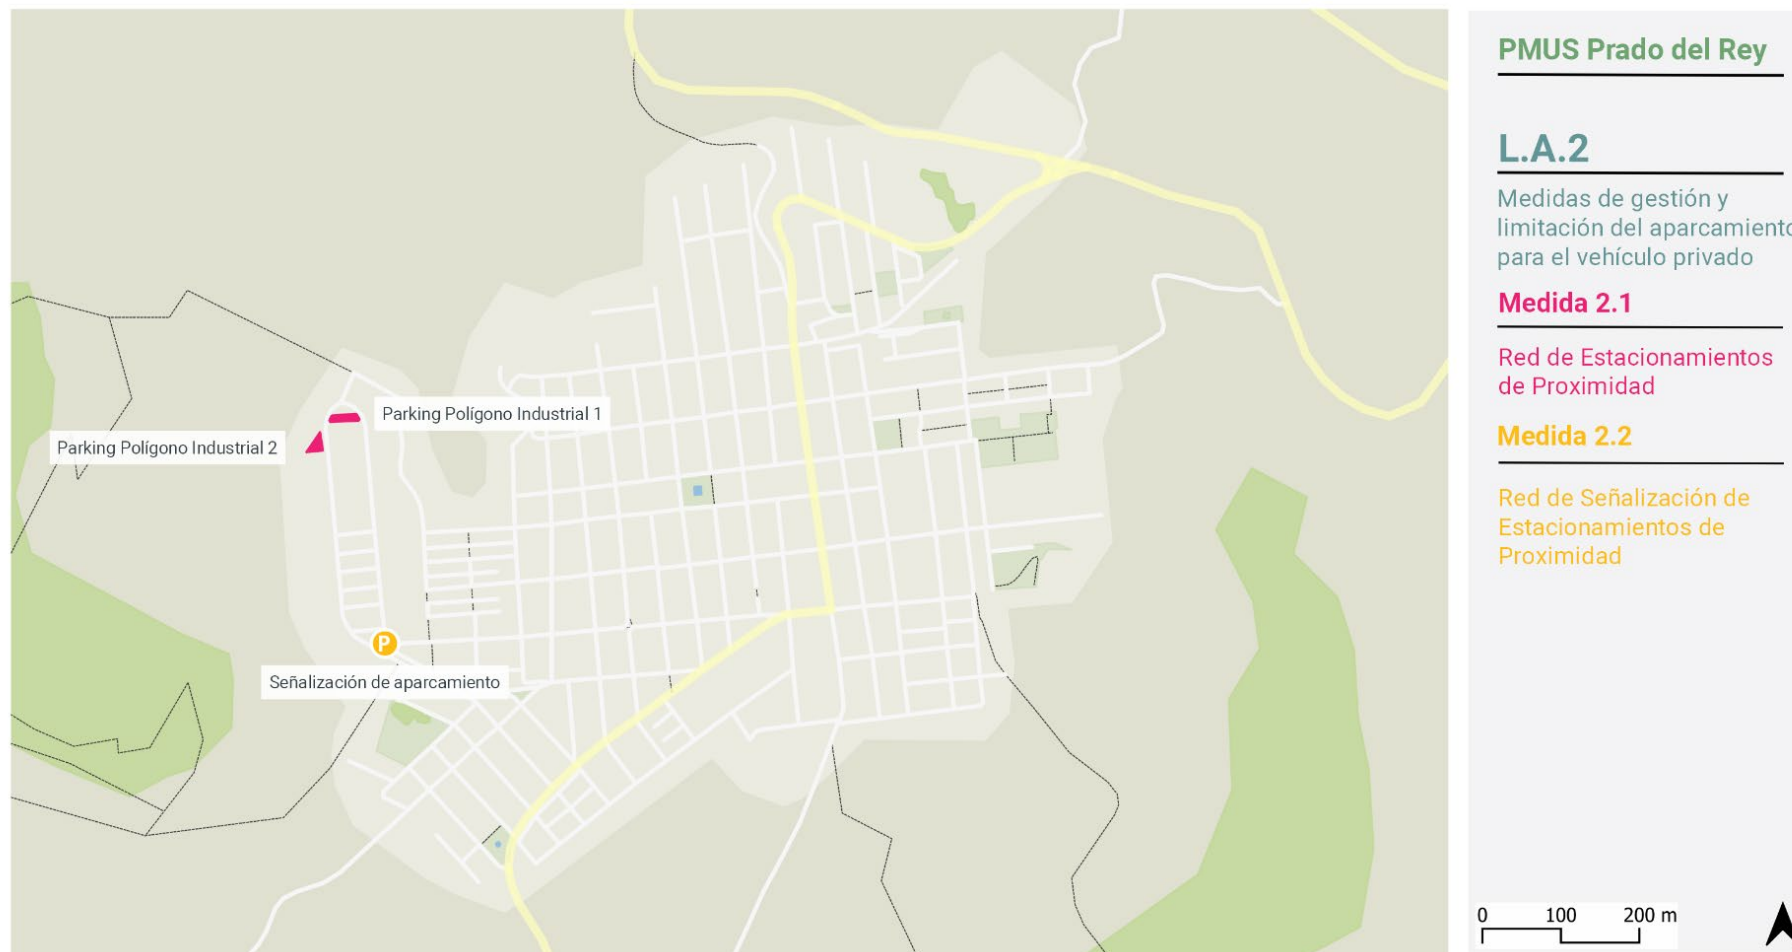 PMUS Prado del Rey
L.A.2
Medidas de gestión y
limitación del aparcamiento
para el vehículo privado
Medida 2.1
Red de Estacionamientos
de Proximidad
Medida 2.2
Red de Señalización de
Estacionamientos de
Proximidad
Parking Polígono Industrial 1
Parking Polígono Industrial 2
P
Señalización de aparcamiento
0 100 200 m